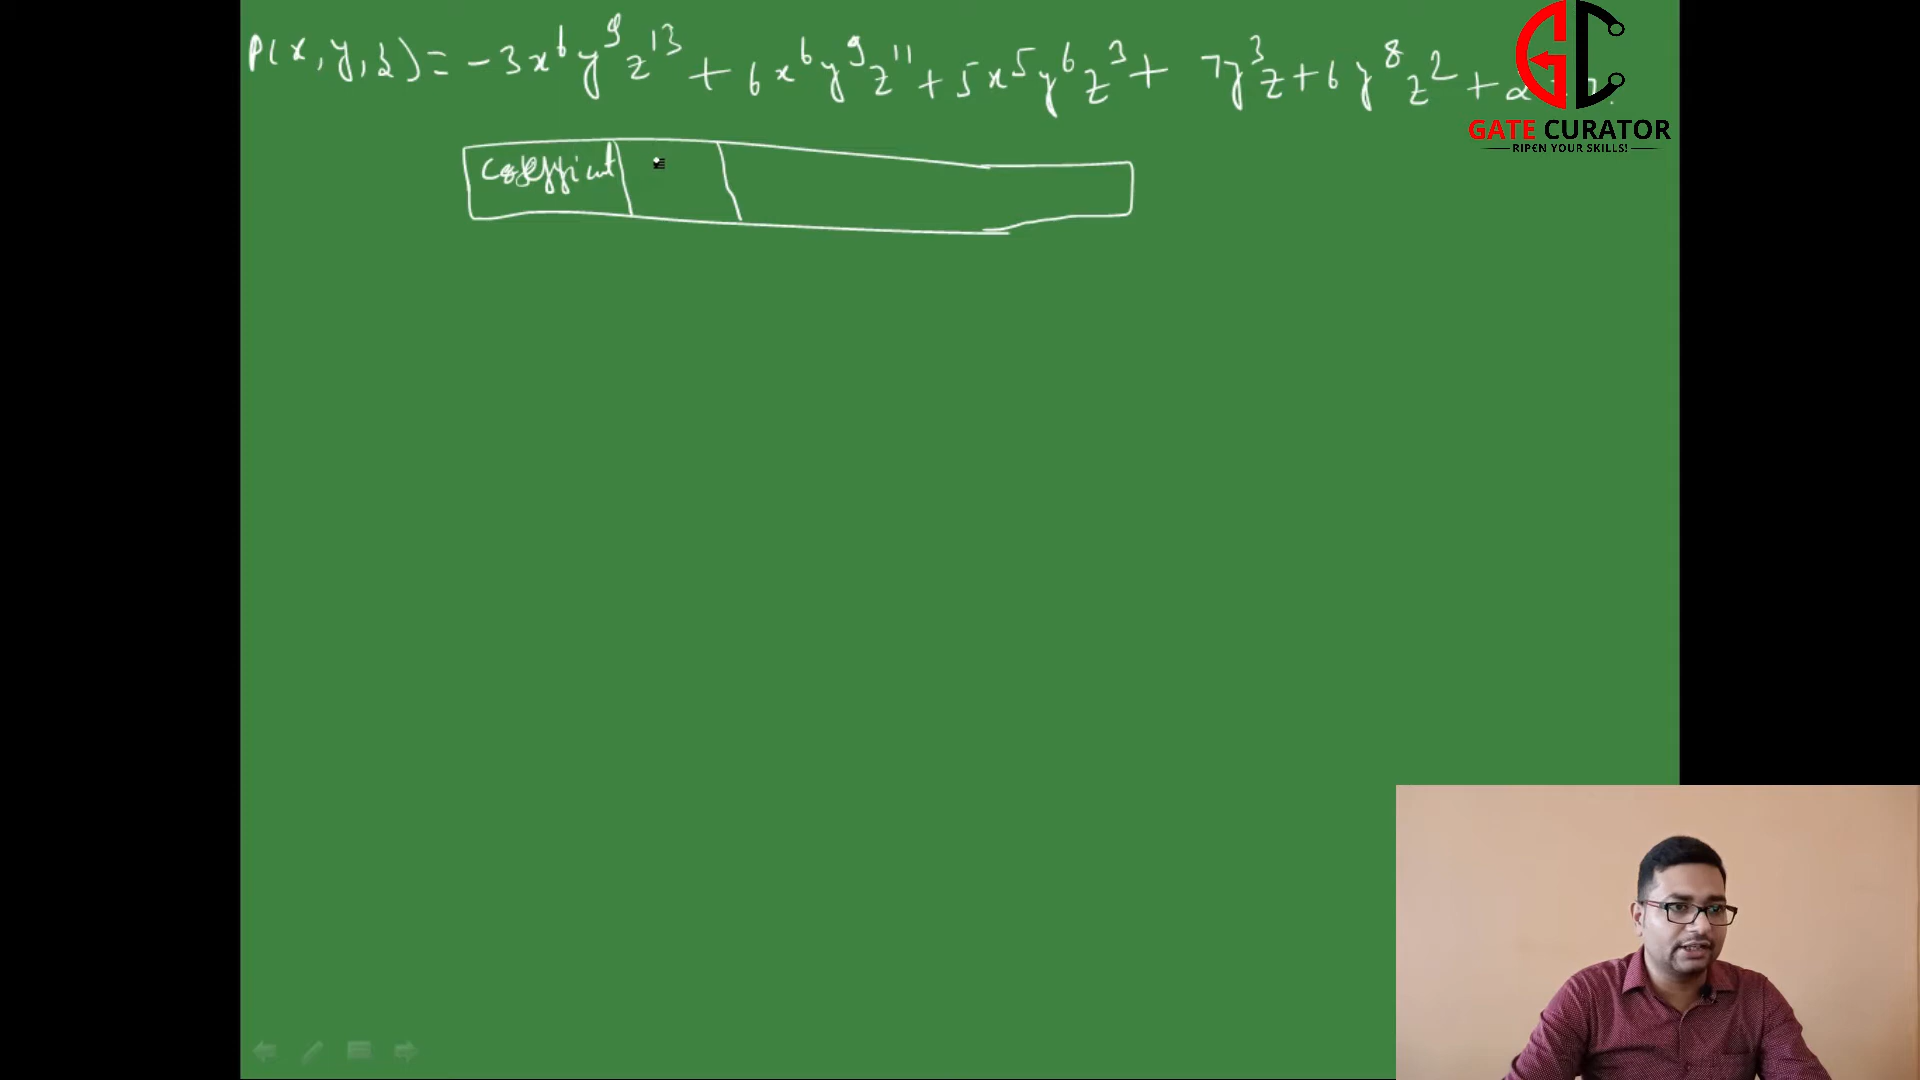 P(x,y,z) = -3x⁶y⁹z¹³ + 6x⁶y⁹z¹¹ + 5x⁵y⁶z³ + 7y³z + 6y⁸z² +
GATE CURATOR
RIPEN YOUR SKILLS!
Coefficient